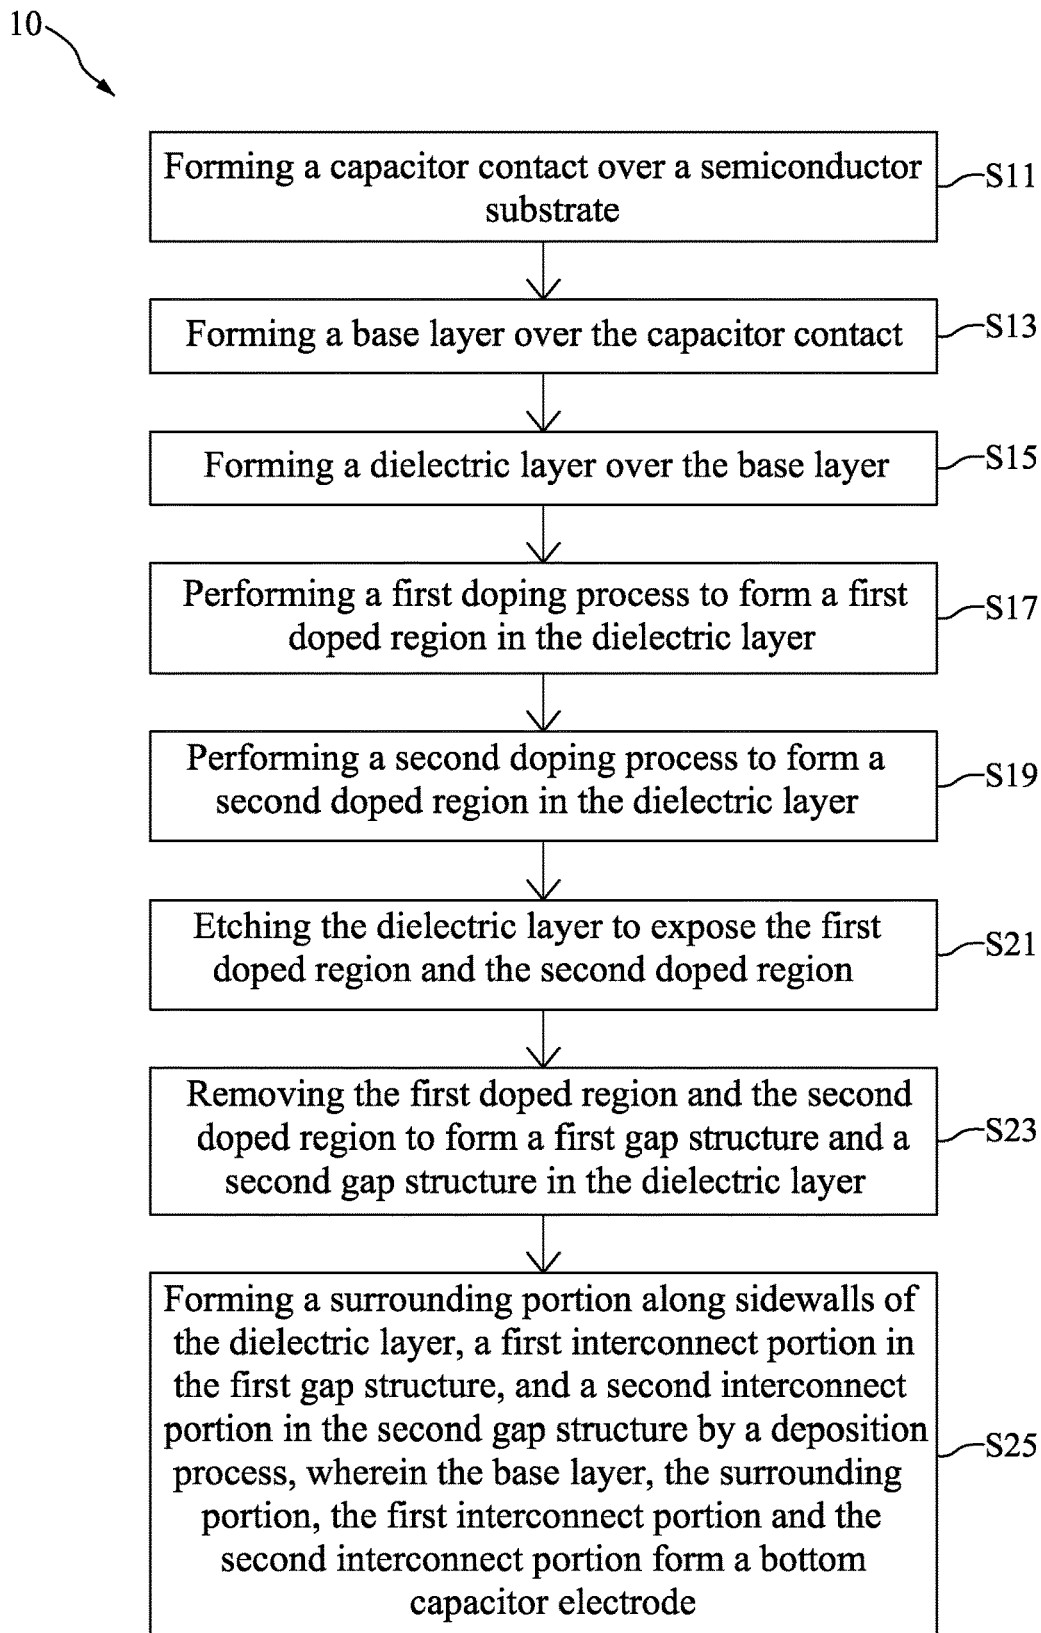 10
Forming a capacitor contact over a semiconductor
substrate
S11
Forming a base layer over the capacitor contact
S13
Forming a dielectric layer over the base layer
S15
Performing a first doping process to form a first
doped region in the dielectric layer
S17
Performing a second doping process to form a
second doped region in the dielectric layer
S19
Etching the dielectric layer to expose the first
doped region and the second doped region
S21
Removing the first doped region and the second
doped region to form a first gap structure and a
second gap structure in the dielectric layer
S23
Forming a surrounding portion along sidewalls of
the dielectric layer, a first interconnect portion in
the first gap structure, and a second interconnect
portion in the second gap structure by a deposition
process, wherein the base layer, the surrounding
portion, the first interconnect portion and the
second interconnect portion form a bottom
capacitor electrode
S25